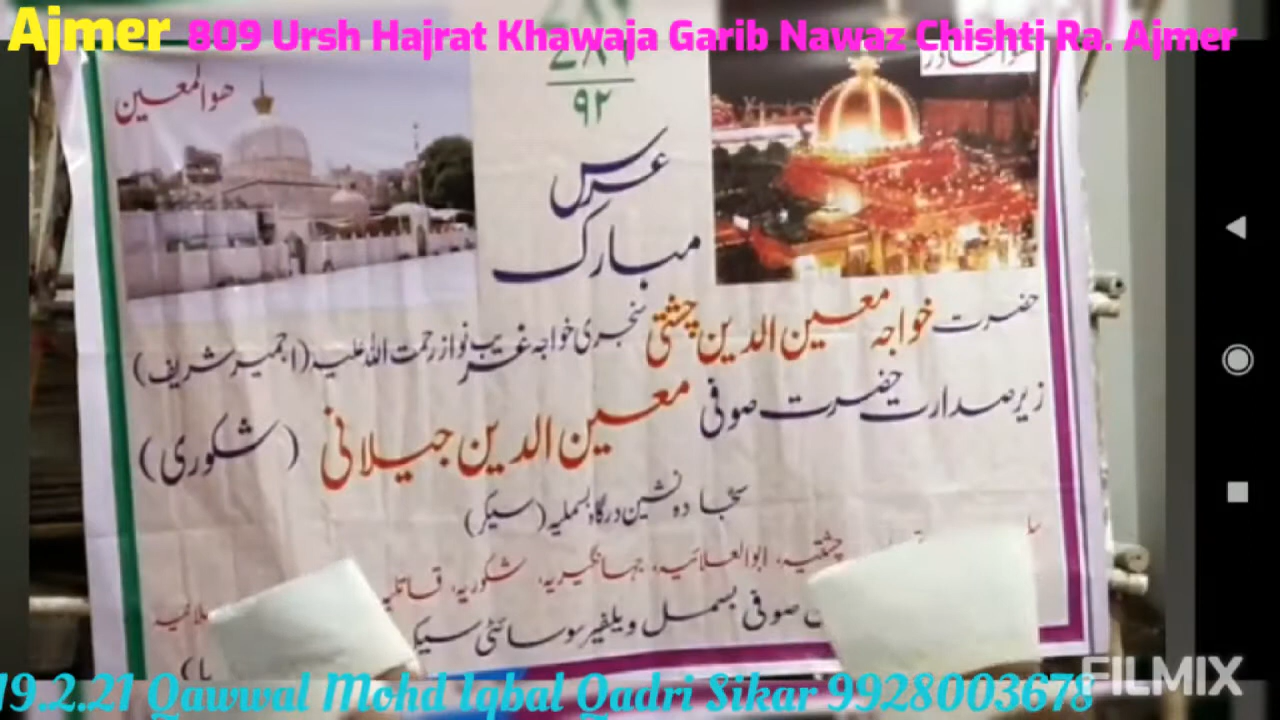 Ajmer 809 Ursh Hajrat Khawaja Garib Nawaz Chishti Ra. Ajmer
ھوالمعین
۷۸۶
۹۲
عرس
مبارک
حضرت خواجہ معین الدین چشتی سنجری خواجہ غریب نواز رحمت اللہ علیہ (اجمیر شریف)
زیر صدارت حضرت صوفی معین الدین جیلانی (شکوری)
سجادہ نشین درگاہ بسملیہ (سیکر)
چشتیہ، ابوالعلائیہ، جہانگیریہ، شکوریہ،
صوفی بسمل ویلفیر سوسائٹی سیکر
19.2.21 Qawwal Mohd Iqbal Qadri Sikar 9928003678
FILMIX